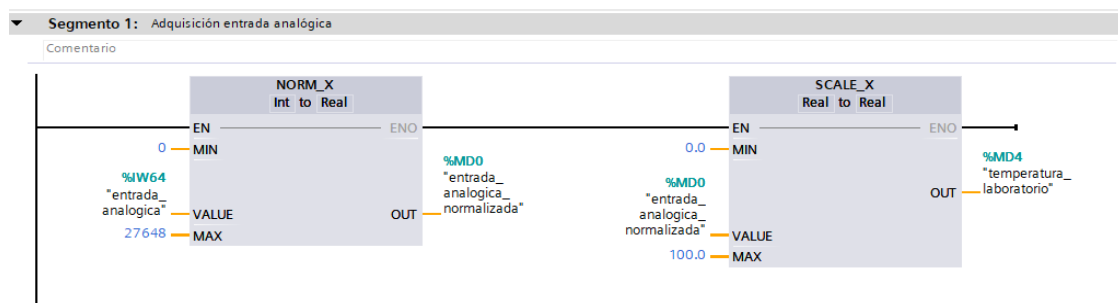 Segmento 1: Adquisición entrada analógica
Comentario
NORM_X
Int to Real
EN
ENO
0
MIN
%IW64
"entrada_
analogica"
VALUE
27648
MAX
OUT
%MD0
"entrada_
analogica_
normalizada"
SCALE_X
Real to Real
EN
ENO
0.0
MIN
%MD0
"entrada_
analogica_
normalizada"
VALUE
100.0
MAX
OUT
%MD4
"temperatura_
laboratorio"